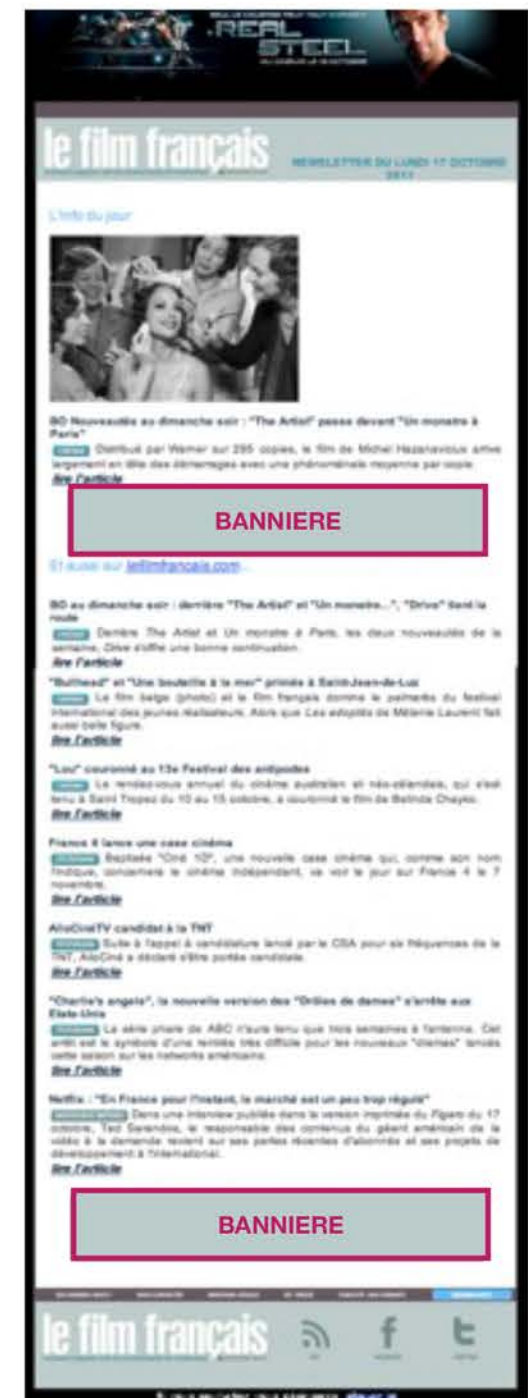 REAL
STEEL
AU CINÉMA LE 19 OCTOBRE
le film français
NEWSLETTER DU LUNDI 17 OCTOBRE
2011
L'info du jour
BO Nouveautés au dimanche soir : "The Artist" passe devant "Un monstre à
Paris"
Distribué par Warner sur 295 copies, le film de Michel Hazanavicius arrive
largement en tête des démarrages avec une phénoménale moyenne par copie.
lire l'article
BANNIERE
Et aussi sur lefilmfrancais.com...
BO au dimanche soir : derrière "The Artist" et "Un monstre...", "Drive" tient la
route
Derrière The Artist et Un monstre à Paris, les deux nouveautés de la
semaine, Drive s'offre une bonne continuation.
lire l'article
"Bullhead" et "Une bouteille à la mer" primés à Saint-Jean-de-Luz
Le film belge (photo) et le film français domine le palmarès du festival
international des jeunes réalisateurs. Alors que Les adoptés de Mélanie Laurent fait
aussi belle figure.
lire l'article
"Lou" couronné au 13e Festival des antipodes
Le rendez-vous annuel du cinéma australien et néo-zélandais, qui s'est
tenu à Saint Tropez du 10 au 15 octobre, a couronné le film de Belinda Chayko.
lire l'article
France 4 lance une case cinéma
Baptisée "Ciné 10", une nouvelle case cinéma qui, comme son nom
l'indique, concernera le cinéma indépendant, va voir le jour sur France 4 le 7
novembre.
lire l'article
AlloCinéTV candidat à la TNT
Suite à l'appel à candidature lancé par le CSA pour six fréquences de la
TNT, AlloCiné a déclaré s'être portée candidate.
lire l'article
"Charlie's angels", la nouvelle version des "Drôles de dames" s'arrête aux
Etats-Unis
La série phare de ABC n'aura tenu que trois semaines à l'antenne. Cet
arrêt est le symbole d'une rentrée très difficile pour les nouveaux "dramas" lancés
cette saison sur les networks américains.
lire l'article
Netflix : "En France pour l'instant, le marché est un peu trop régulé"
Dans une interview publiée dans la version imprimée du Figaro du 17
octobre, Ted Sarandos, le responsable des contenus du géant américain de la
vidéo à la demande revient sur ses pertes récentes d'abonnés et ses projets de
développement à l'international.
lire l'article
BANNIERE
le film français